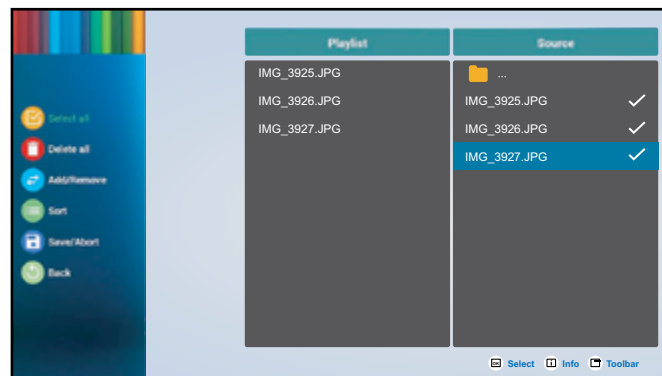 Select all
Delete all
Add/Remove
Sort
Save/Abort
Back
Playlist
IMG_3925.JPG
IMG_3926.JPG
IMG_3927.JPG
Source
...
IMG_3925.JPG
IMG_3926.JPG
IMG_3927.JPG
OK Select i Info Toolbar